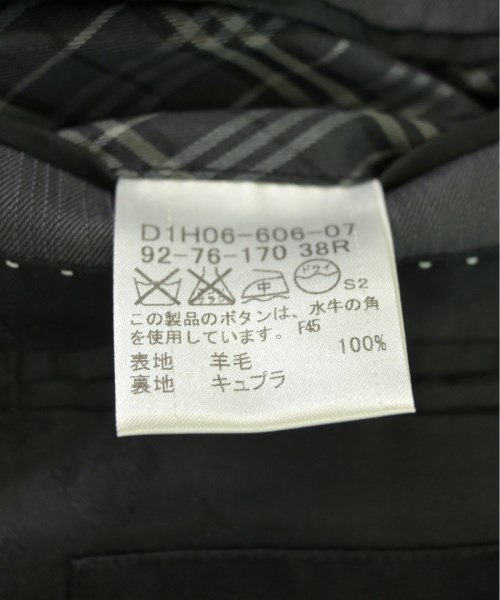 D1H06-606-07
92-76-170 38R
中 ドライ S2
この製品のボタンは、水牛の角
を使用しています。 F45
表地 羊毛 100%
裏地 キュプラ